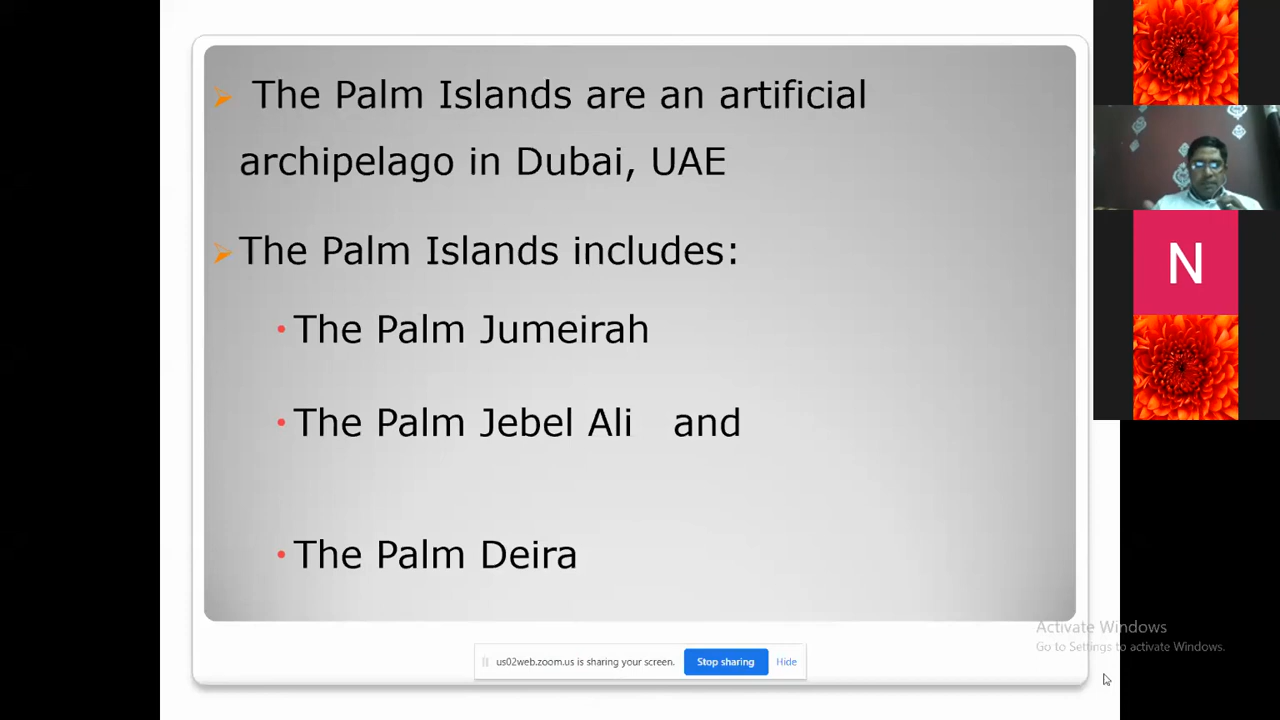 The Palm Islands are an artificial
archipelago in Dubai, UAE
The Palm Islands includes:
The Palm Jumeirah
The Palm Jebel Ali and
The Palm Deira
N
Activate Windows
Go to Settings to activate Windows.
us02web.zoom.us is sharing your screen. Stop sharing Hide